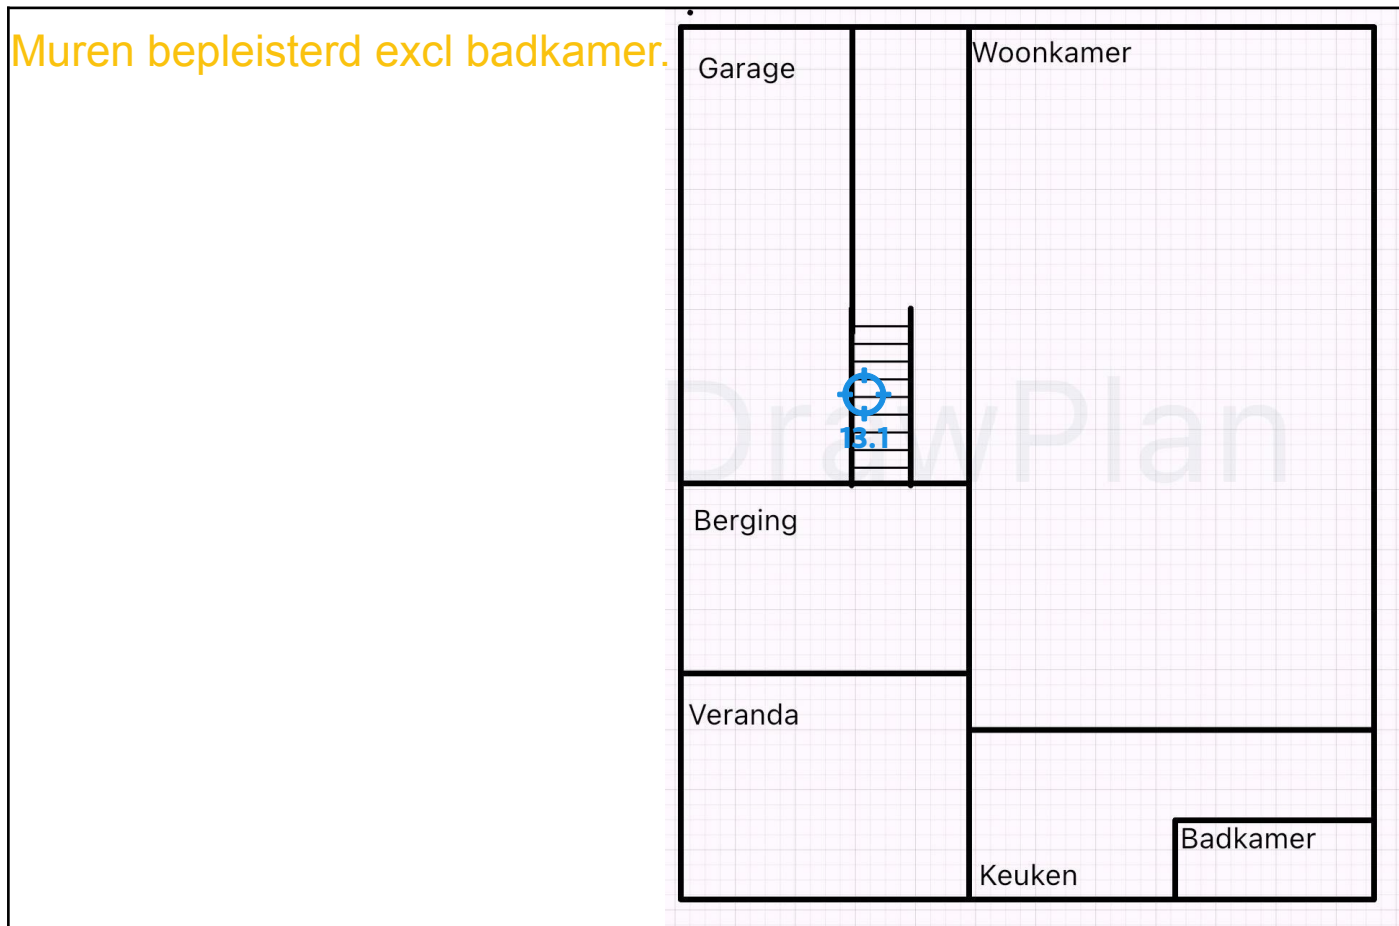 Muren bepleisterd excl badkamer.
Garage
Woonkamer
13.1
DrawPlan
Berging
Veranda
Badkamer
Keuken